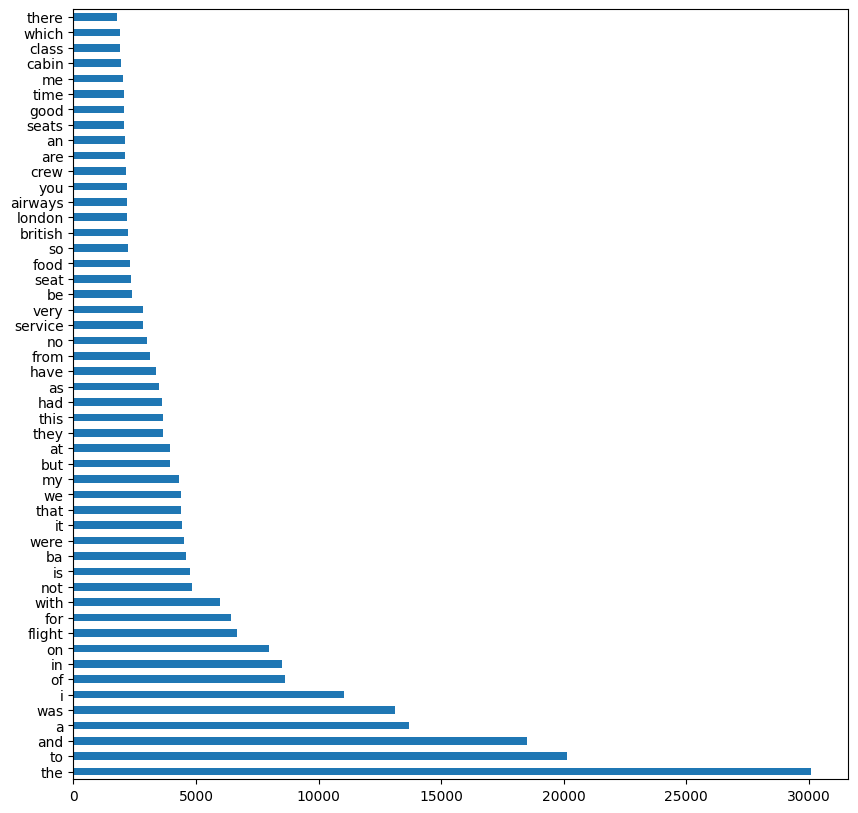 there
which
class
cabin
me
time
good
seats
an
are
crew
you
airways
london
british
so
food
seat
be
very
service
no
from
have
as
had
this
they
at
but
my
we
that
it
were
ba
is
not
with
for
flight
on
in
of
i
was
a
and
to
the
0 5000 10000 15000 20000 25000 30000